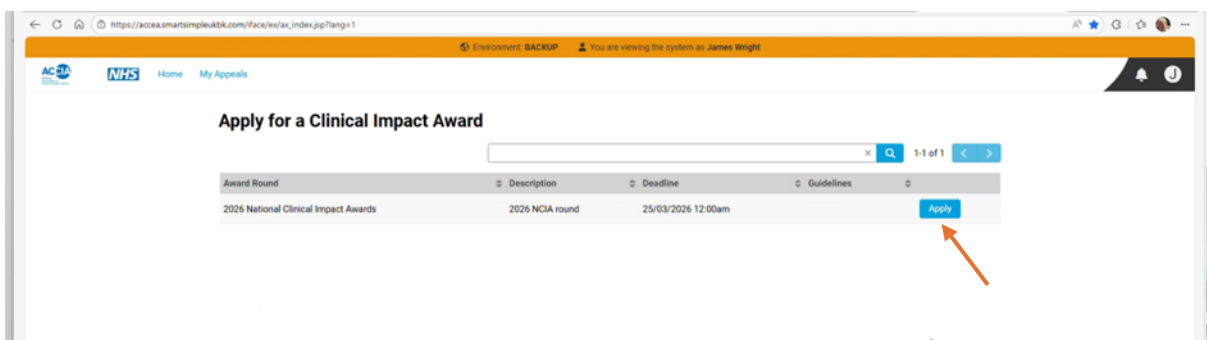 https://accea.smartsimpleukbk.com/iface/ex/ax_index.jsp?lang=1
Environment: BACKUP You are viewing the system as James Wright
ACCIA NHS Home My Appeals J
Apply for a Clinical Impact Award
1-1 of 1
Award Round Description Deadline Guidelines
2026 National Clinical Impact Awards 2026 NCIA round 25/03/2026 12:00am Apply